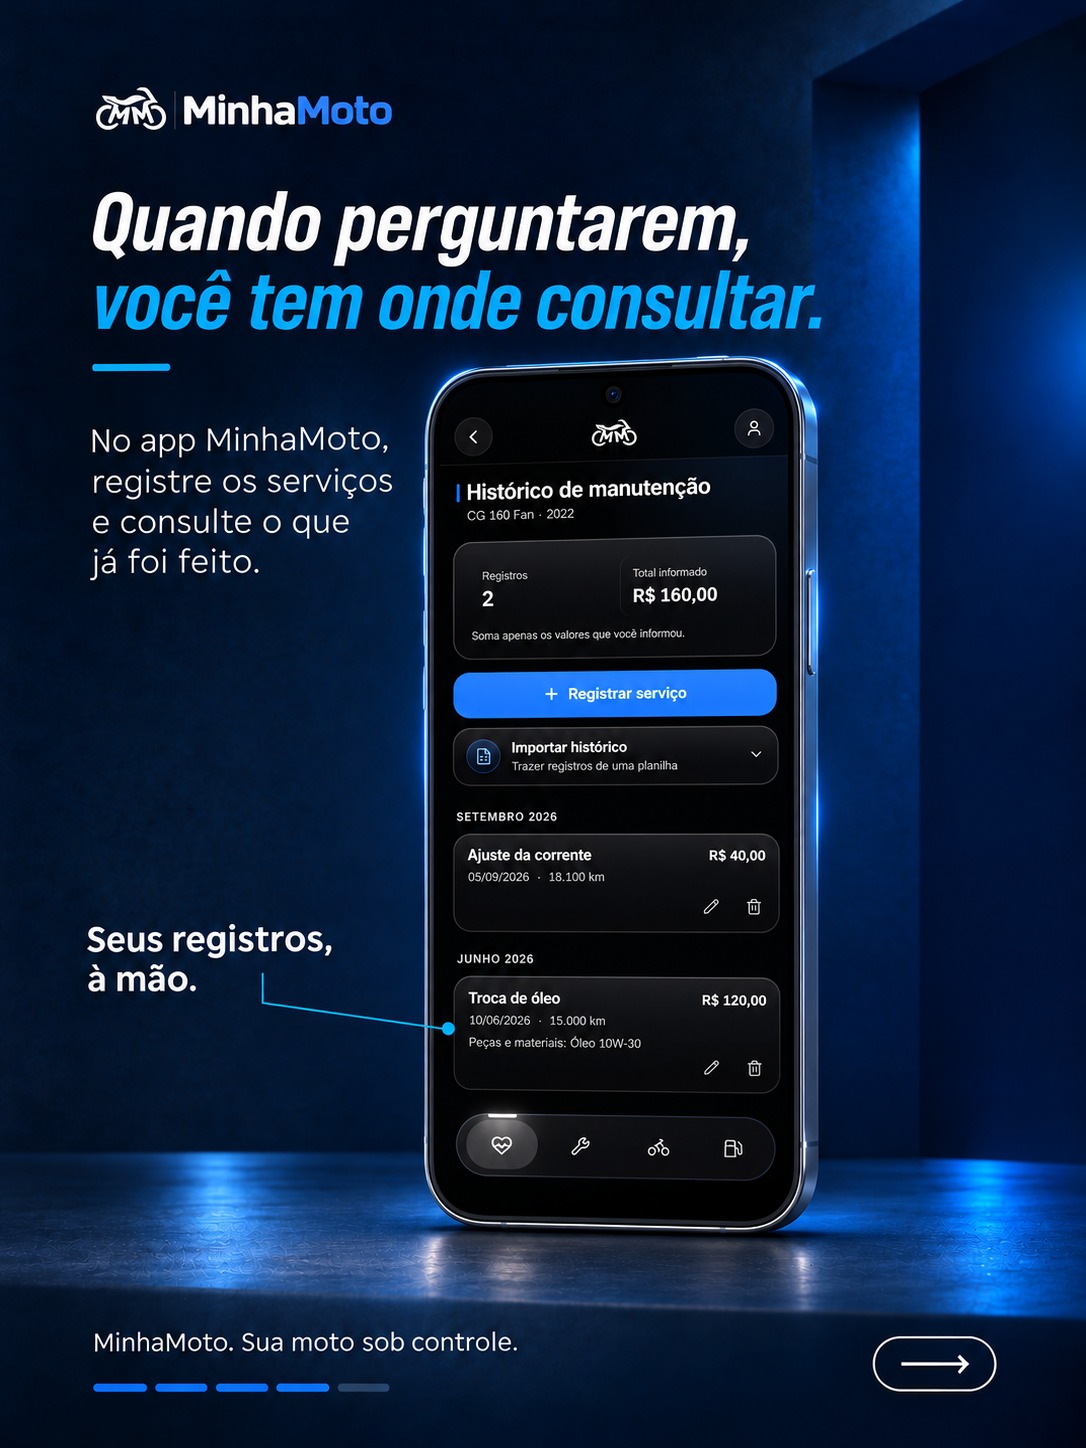 MM MinhaMoto
Quando perguntarem,
você tem onde consultar.
No app MinhaMoto,
registre os serviços
e consulte o que
já foi feito.
MM
Histórico de manutenção
CG 160 Fan · 2022
Registros
2
Total informado
R$ 160,00
Soma apenas os valores que você informou.
+ Registrar serviço
Importar histórico
Trazer registros de uma planilha
SETEMBRO 2026
Ajuste da corrente R$ 40,00
05/09/2026 · 18.100 km
JUNHO 2026
Troca de óleo R$ 120,00
10/06/2026 · 15.000 km
Peças e materiais: Óleo 10W-30
Seus registros,
à mão.
MinhaMoto. Sua moto sob controle.